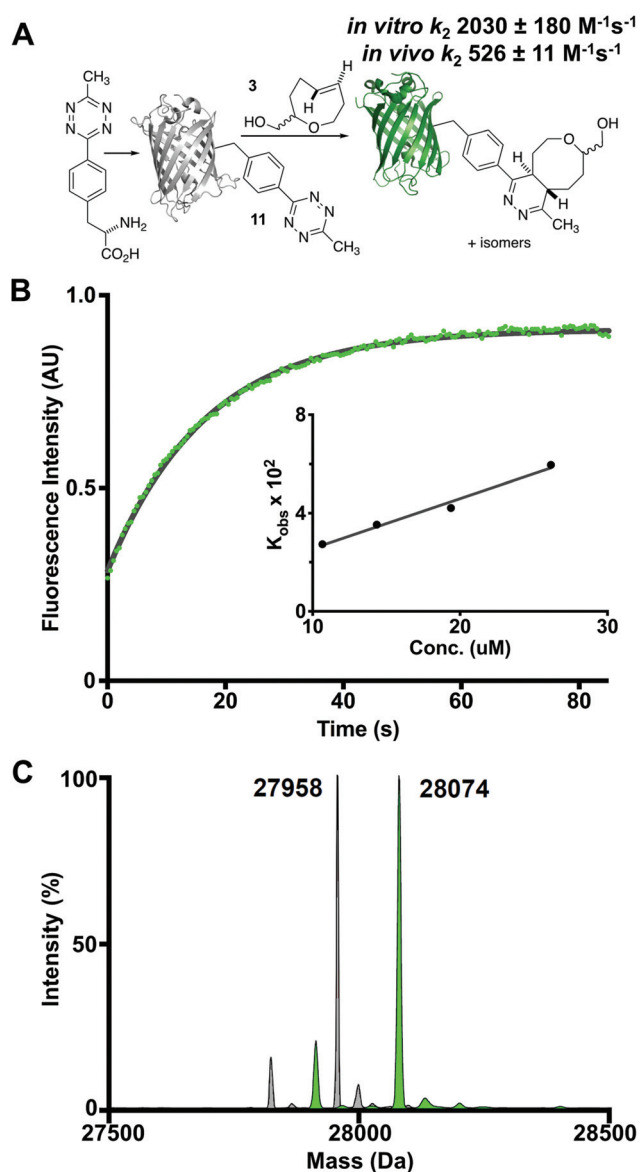 A
in vitro k2 2030 ± 180 M-1s-1
in vivo k2 526 ± 11 M-1s-1
CH3
N N
N N
NH2
CO2H
3
H
H
HO
O
11
N N
N N
CH3
OH
O
H
H
N
N
CH3
+ isomers
B
Fluorescence Intensity (AU)
1.0
0.5
0
0 20 40 60 80
Time (s)
Kobs x 102
8
4
0
10 20 30
Conc. (uM)
C
Intensity (%)
100
50
0
27958 28074
27500 28000 28500
Mass (Da)